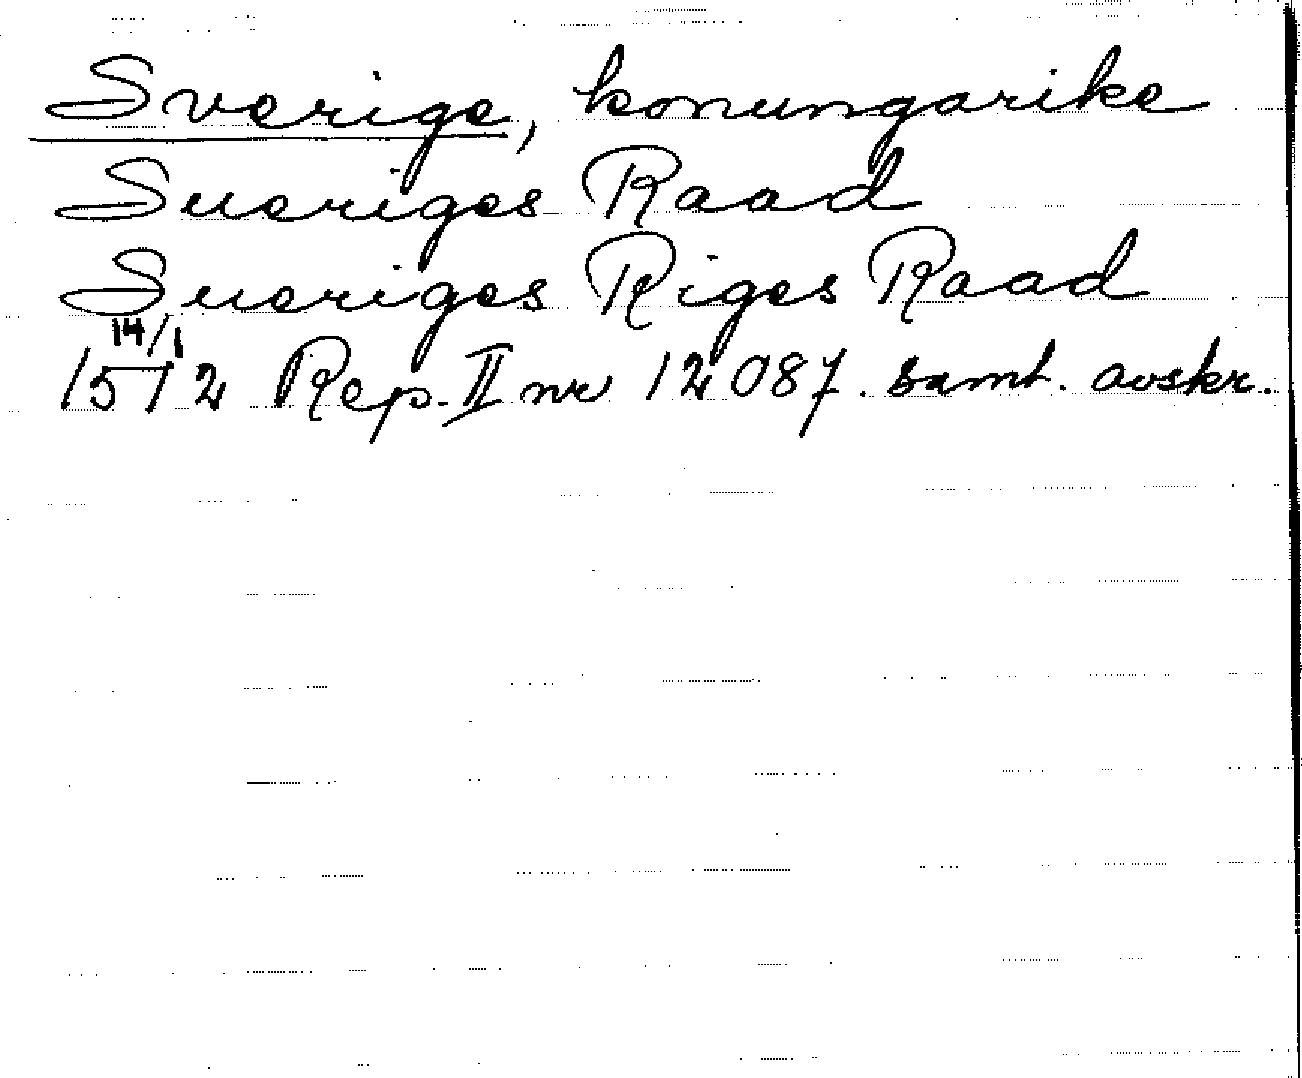 Sverige, konungarike
Sueriges Raad
Sueriges Riges Raad
14/1
1512 Rep. II nr 12087. samt. avskr.